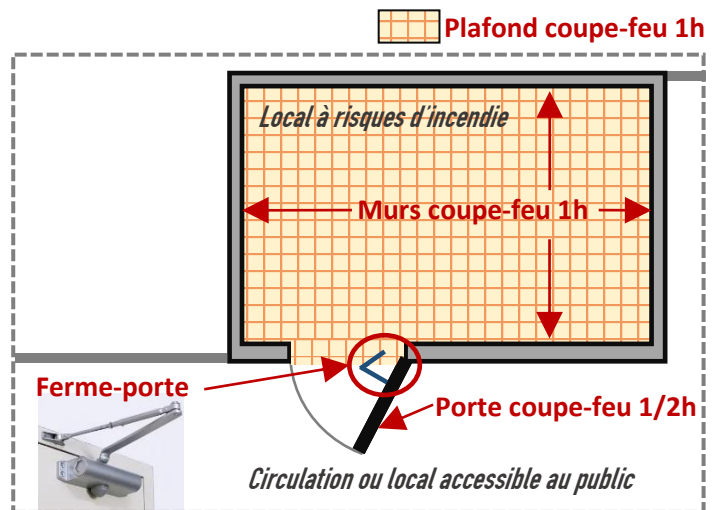 Plafond coupe-feu 1h
Local à risques d'incendie
Murs coupe-feu 1h
Ferme-porte
Porte coupe-feu 1/2h
Circulation ou local accessible au public